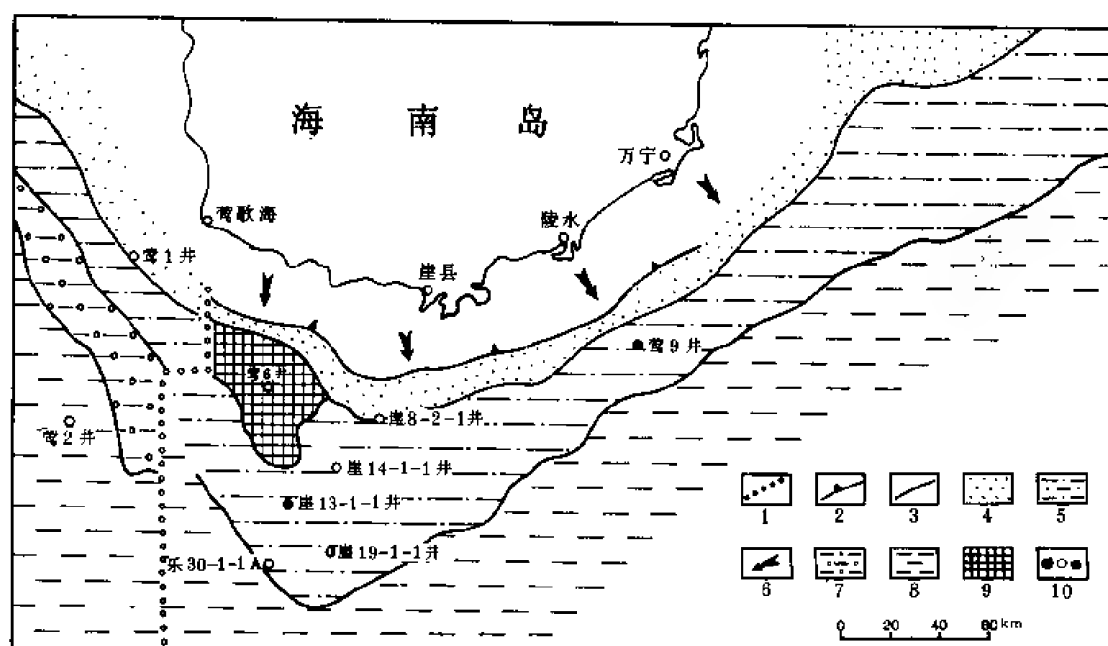 海南岛
万宁
莺歌海
陵水
莺1井
崖县
莺9井
莺6井
莺2井
崖8-2-1井
崖14-1-1井
崖13-1-1井
崖19-1-1井
乐30-1-1A
1 2 3 4 5
6 7 8 9 10
0 20 40 60 km